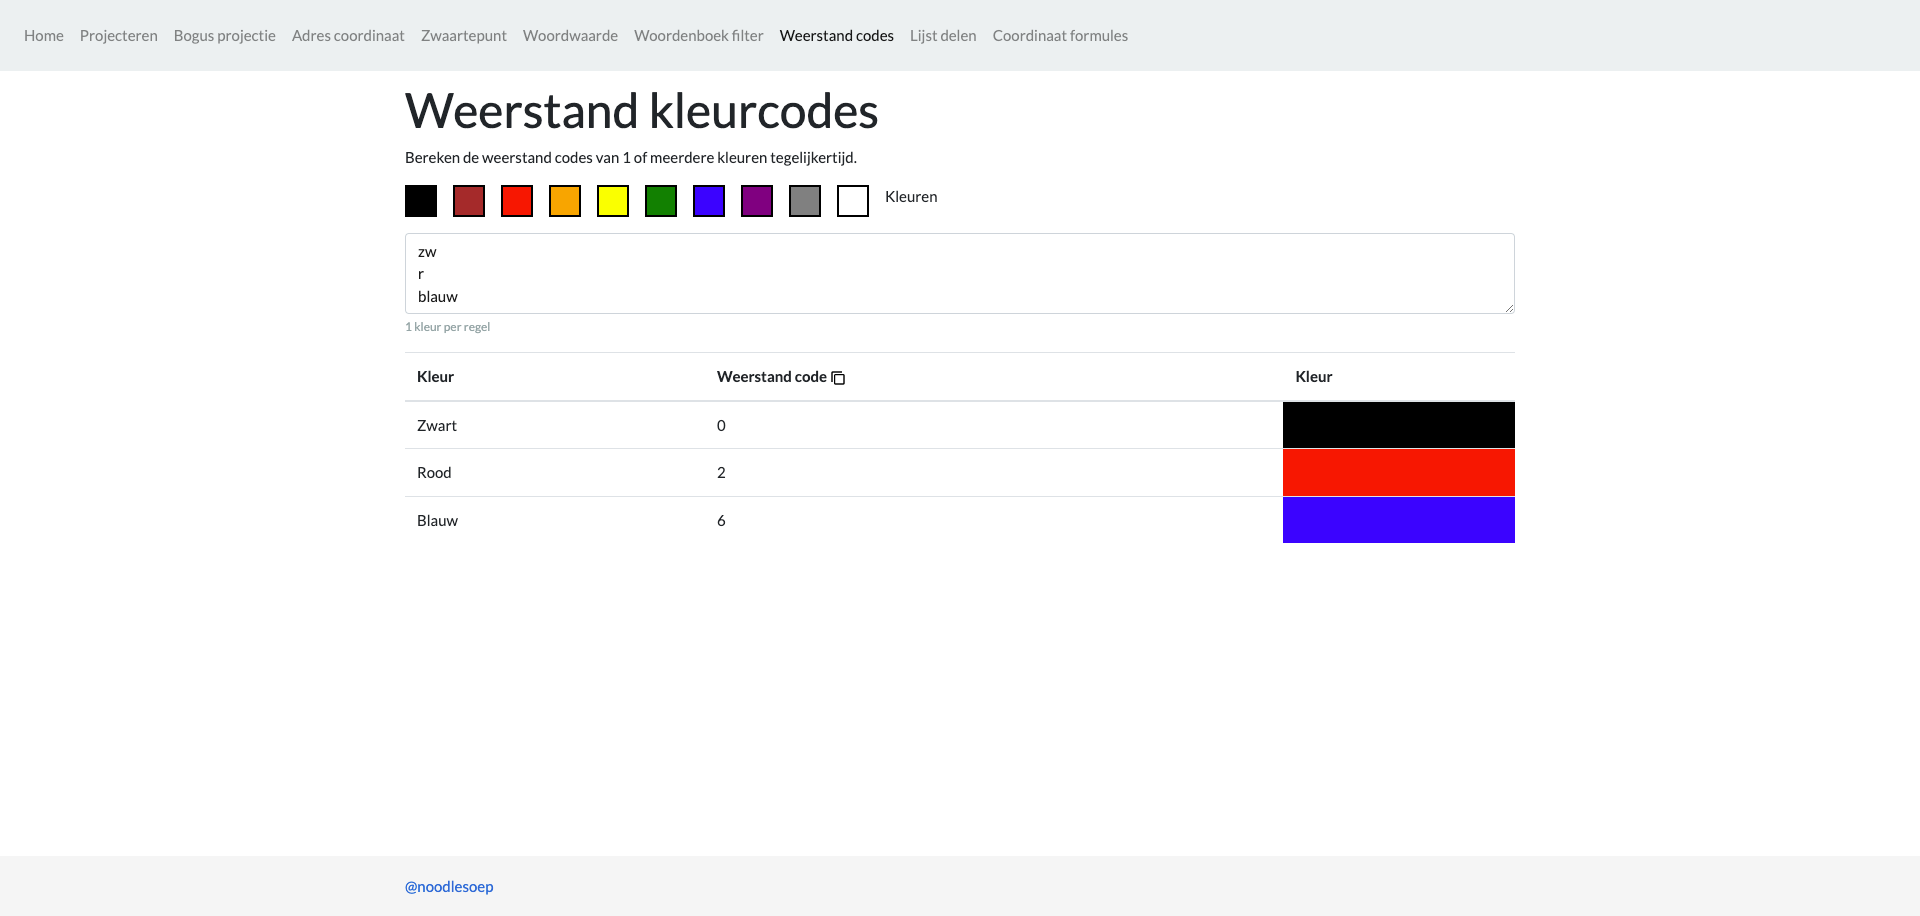 Home Projecteren Bogus projectie Adres coordinaat Zwaartepunt Woordwaarde Woordenboek filter Weerstand codes Lijst delen Coordinaat formules
Weerstand kleurcodes
Bereken de weerstand codes van 1 of meerdere kleuren tegelijkertijd.
Kleuren
zw
r
blauw
1 kleur per regel
Kleur Weerstand code Kleur
Zwart 0
Rood 2
Blauw 6
@noodlesoep